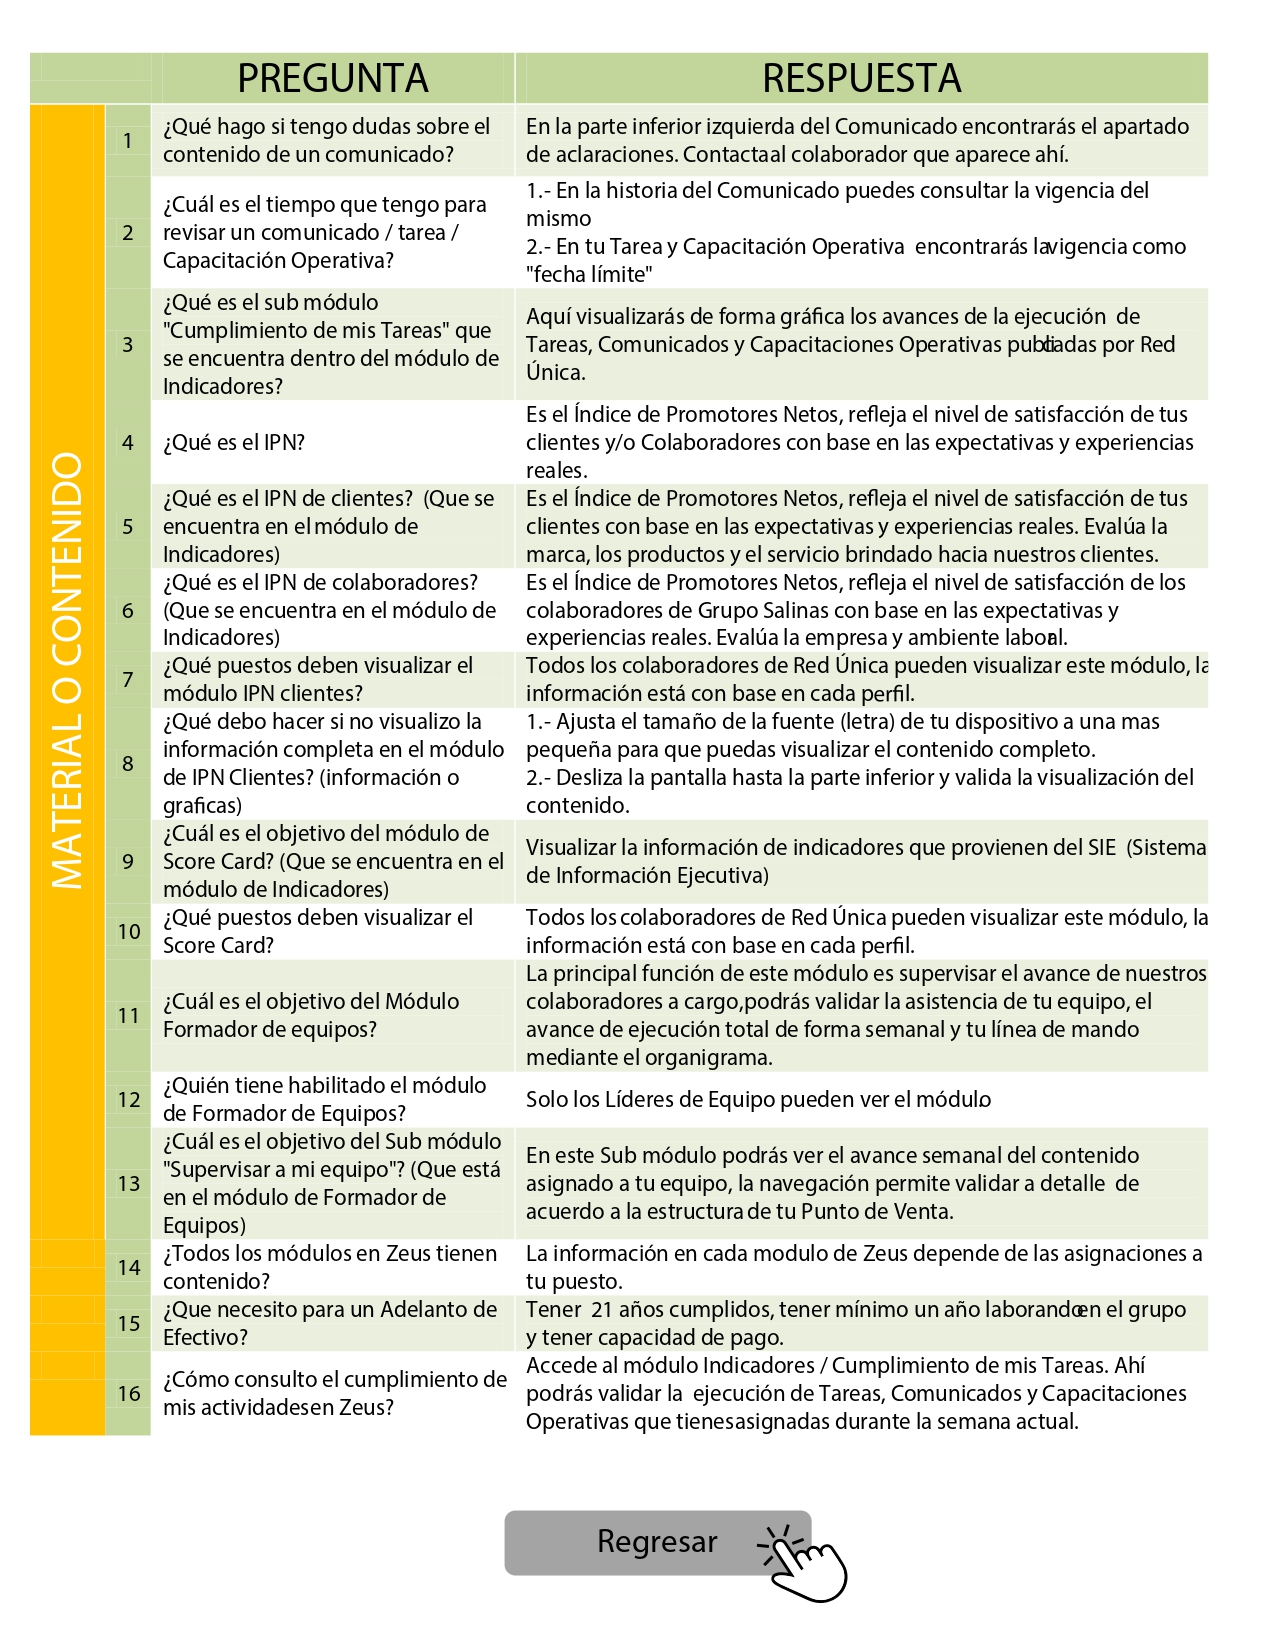 PREGUNTA
RESPUESTA
MATERIAL O CONTENIDO
1
¿Qué hago si tengo dudas sobre el
contenido de un comunicado?
En la parte inferior izquierda del Comunicado encontrarás el apartado
de aclaraciones. Contactaal colaborador que aparece ahí.
2
¿Cuál es el tiempo que tengo para
revisar un comunicado / tarea /
Capacitación Operativa?
1.- En la historia del Comunicado puedes consultar la vigencia del
mismo
2.- En tu Tarea y Capacitación Operativa encontrarás lavigencia como
"fecha límite"
3
¿Qué es el sub módulo
"Cumplimiento de mis Tareas" que
se encuentra dentro del módulo de
Indicadores?
Aquí visualizarás de forma gráfica los avances de la ejecución de
Tareas, Comunicados y Capacitaciones Operativas publicadas por Red
Única.
4
¿Qué es el IPN?
Es el Índice de Promotores Netos, refleja el nivel de satisfacción de tus
clientes y/o Colaboradores con base en las expectativas y experiencias
reales.
5
¿Qué es el IPN de clientes? (Que se
encuentra en el módulo de
Indicadores)
Es el Índice de Promotores Netos, refleja el nivel de satisfacción de tus
clientes con base en las expectativas y experiencias reales. Evalúa la
marca, los productos y el servicio brindado hacia nuestros clientes.
6
¿Qué es el IPN de colaboradores?
(Que se encuentra en el módulo de
Indicadores)
Es el Índice de Promotores Netos, refleja el nivel de satisfacción de los
colaboradores de Grupo Salinas con base en las expectativas y
experiencias reales. Evalúa la empresa y ambiente laboral.
7
¿Qué puestos deben visualizar el
módulo IPN clientes?
Todos los colaboradores de Red Única pueden visualizar este módulo, la
información está con base en cada perfil.
8
¿Qué debo hacer si no visualizo la
información completa en el módulo
de IPN Clientes? (información o
graficas)
1.- Ajusta el tamaño de la fuente (letra) de tu dispositivo a una mas
pequeña para que puedas visualizar el contenido completo.
2.- Desliza la pantalla hasta la parte inferior y valida la visualización del
contenido.
9
¿Cuál es el objetivo del módulo de
Score Card? (Que se encuentra en el
módulo de Indicadores)
Visualizar la información de indicadores que provienen del SIE (Sistema
de Información Ejecutiva)
10
¿Qué puestos deben visualizar el
Score Card?
Todos los colaboradores de Red Única pueden visualizar este módulo, la
información está con base en cada perfil.
11
¿Cuál es el objetivo del Módulo
Formador de equipos?
La principal función de este módulo es supervisar el avance de nuestros
colaboradores a cargo,podrás validar la asistencia de tu equipo, el
avance de ejecución total de forma semanal y tu línea de mando
mediante el organigrama.
12
¿Quién tiene habilitado el módulo
de Formador de Equipos?
Solo los Líderes de Equipo pueden ver el módulo.
13
¿Cuál es el objetivo del Sub módulo
"Supervisar a mi equipo"? (Que está
en el módulo de Formador de
Equipos)
En este Sub módulo podrás ver el avance semanal del contenido
asignado a tu equipo, la navegación permite validar a detalle de
acuerdo a la estructura de tu Punto de Venta.
14
¿Todos los módulos en Zeus tienen
contenido?
La información en cada modulo de Zeus depende de las asignaciones a
tu puesto.
15
¿Que necesito para un Adelanto de
Efectivo?
Tener 21 años cumplidos, tener mínimo un año laborando en el grupo
y tener capacidad de pago.
16
¿Cómo consulto el cumplimiento de
mis actividadesen Zeus?
Accede al módulo Indicadores / Cumplimiento de mis Tareas. Ahí
podrás validar la ejecución de Tareas, Comunicados y Capacitaciones
Operativas que tienesasignadas durante la semana actual.
Regresar